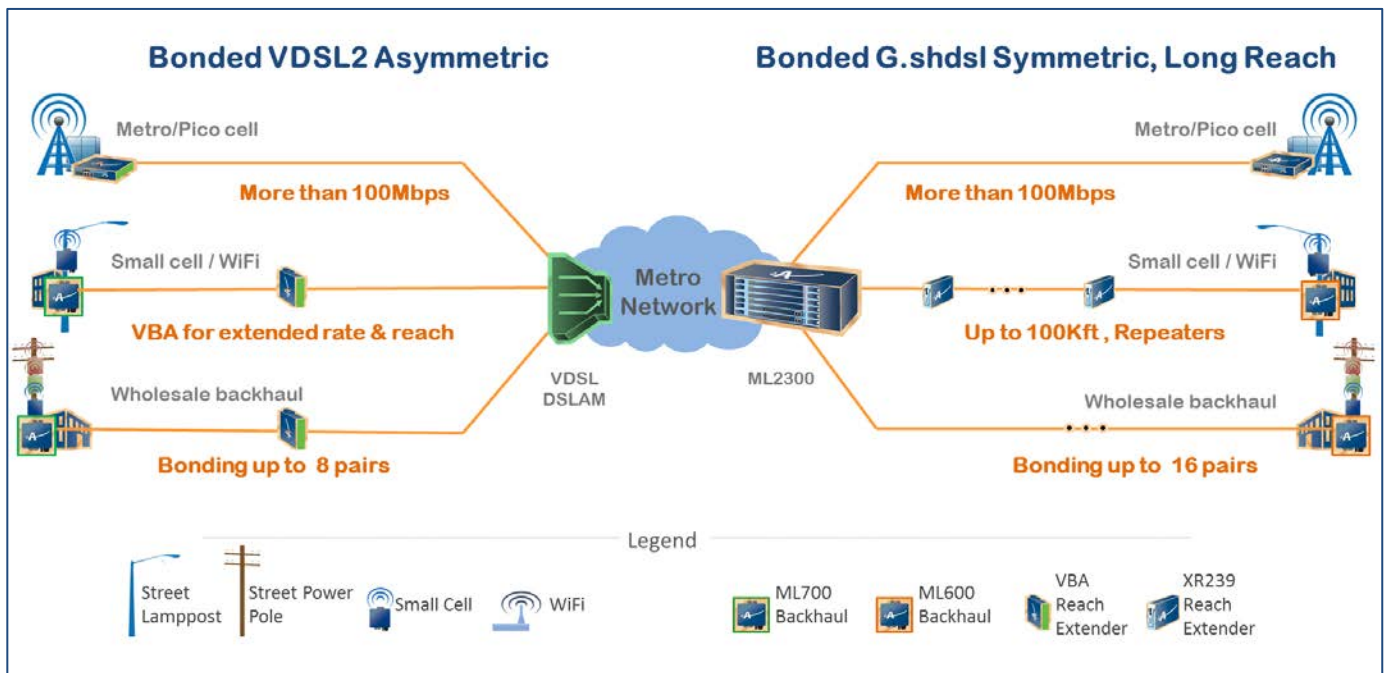 Bonded VDSL2 Asymmetric
Bonded G.shdsl Symmetric, Long Reach
Metro/Pico cell
Metro/Pico cell
More than 100Mbps
More than 100Mbps
Small cell / WiFi
Small cell / WiFi
Metro
Network
VBA for extended rate & reach
Up to 100Kft , Repeaters
VDSL
DSLAM
ML2300
Wholesale backhaul
Wholesale backhaul
Bonding up to 8 pairs
Bonding up to 16 pairs
Legend
Street
Lamppost
Street Power
Pole
Small Cell
WiFi
ML700
Backhaul
ML600
Backhaul
VBA
Reach
Extender
XR239
Reach
Extender